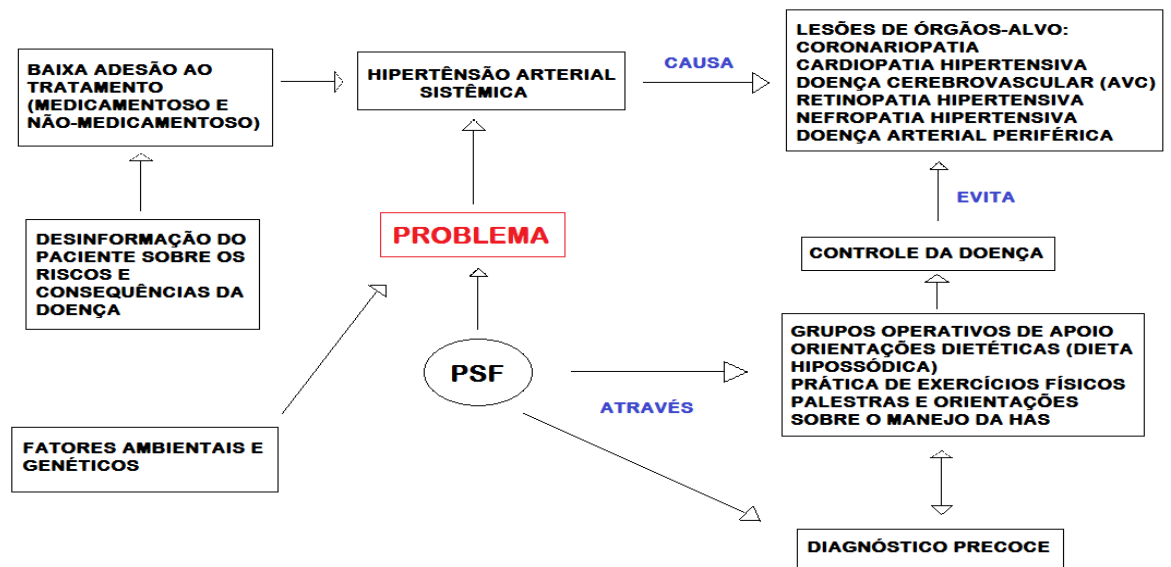 BAIXA ADESÃO AO
TRATAMENTO
(MEDICAMENTOSO E
NÃO-MEDICAMENTOSO)
HIPERTÊNSÃO ARTERIAL
SISTÊMICA
CAUSA
LESÕES DE ÓRGÃOS-ALVO:
CORONARIOPATIA
CARDIOPATIA HIPERTENSIVA
DOENÇA CEREBROVASCULAR (AVC)
RETINOPATIA HIPERTENSIVA
NEFROPATIA HIPERTENSIVA
DOENÇA ARTERIAL PERIFÉRICA
EVITA
DESINFORMAÇÃO DO
PACIENTE SOBRE OS
RISCOS E
CONSEQUÊNCIAS DA
DOENÇA
PROBLEMA
CONTROLE DA DOENÇA
PSF
ATRAVÉS
GRUPOS OPERATIVOS DE APOIO
ORIENTAÇÕES DIETÉTICAS (DIETA
HIPOSSÓDICA)
PRÁTICA DE EXERCÍCIOS FÍSICOS
PALESTRAS E ORIENTAÇÕES
SOBRE O MANEJO DA HAS
FATORES AMBIENTAIS E
GENÉTICOS
DIAGNÓSTICO PRECOCE